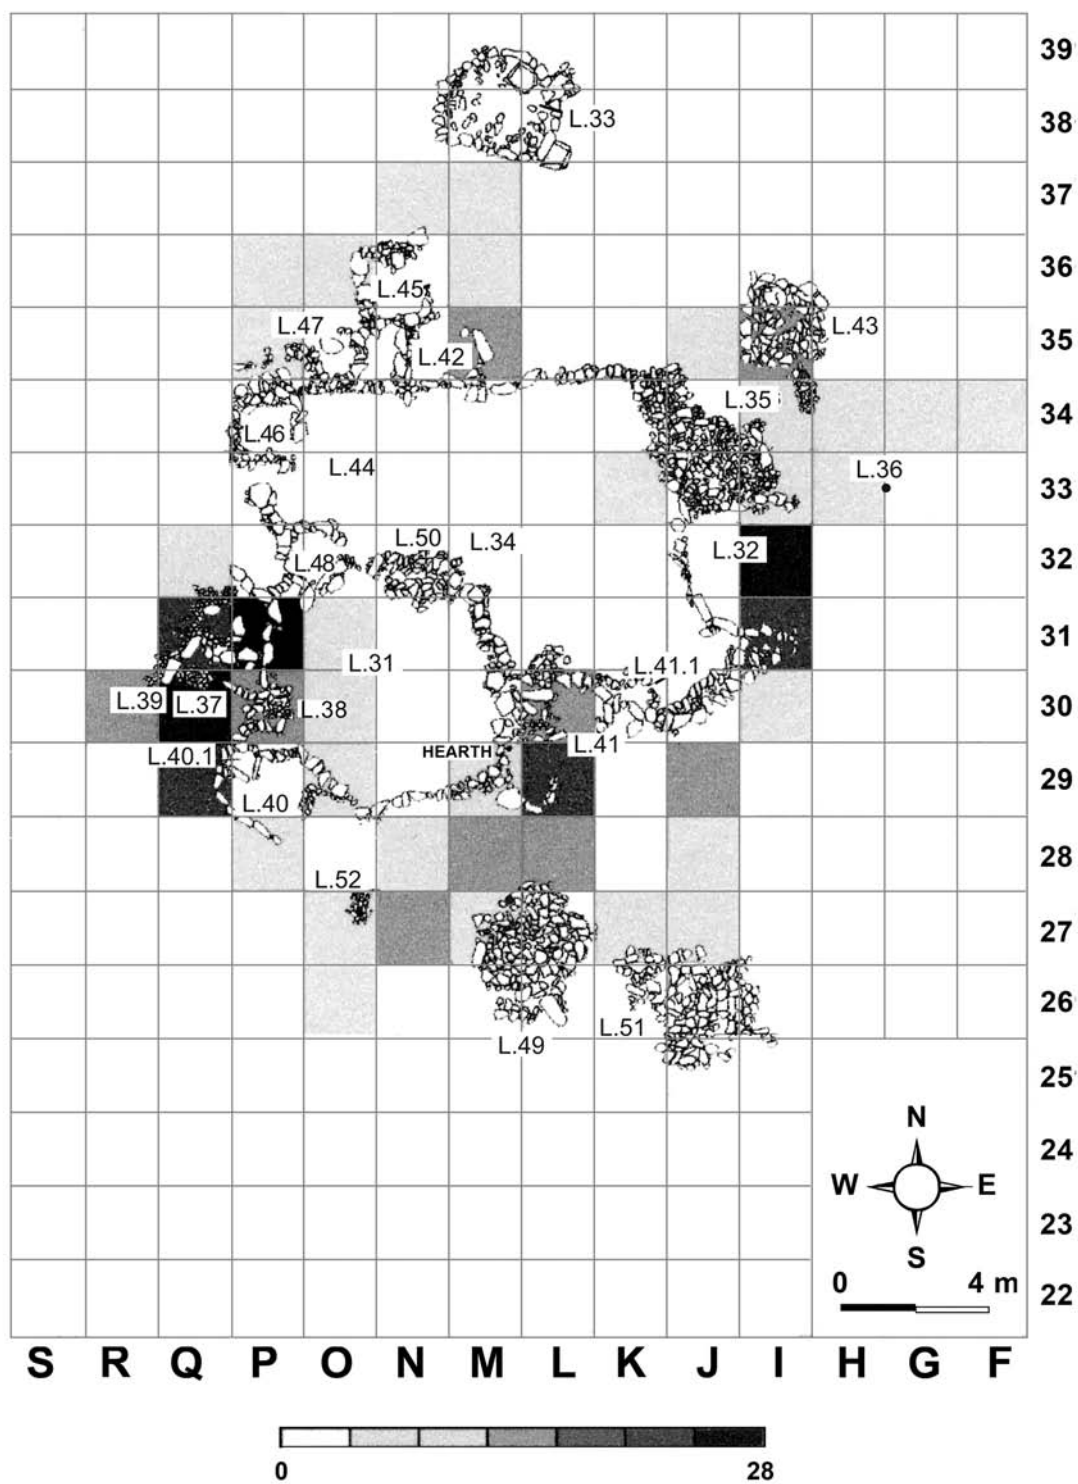 39
L.33
38
37
36
L.45
L.47
L.43
35
L.42
L.35
34
L.46
L.44
L.36
33
L.50
L.34
L.32
32
L.48
31
L.31
L.41.1
L.39
L.37
L.38
30
L.41
HEARTH
L.40.1
29
L.40
28
L.52
27
26
L.51
L.49
25
N
24
W
E
23
S
0
4 m
22
S R Q P O N M L K J I H G F
0
28